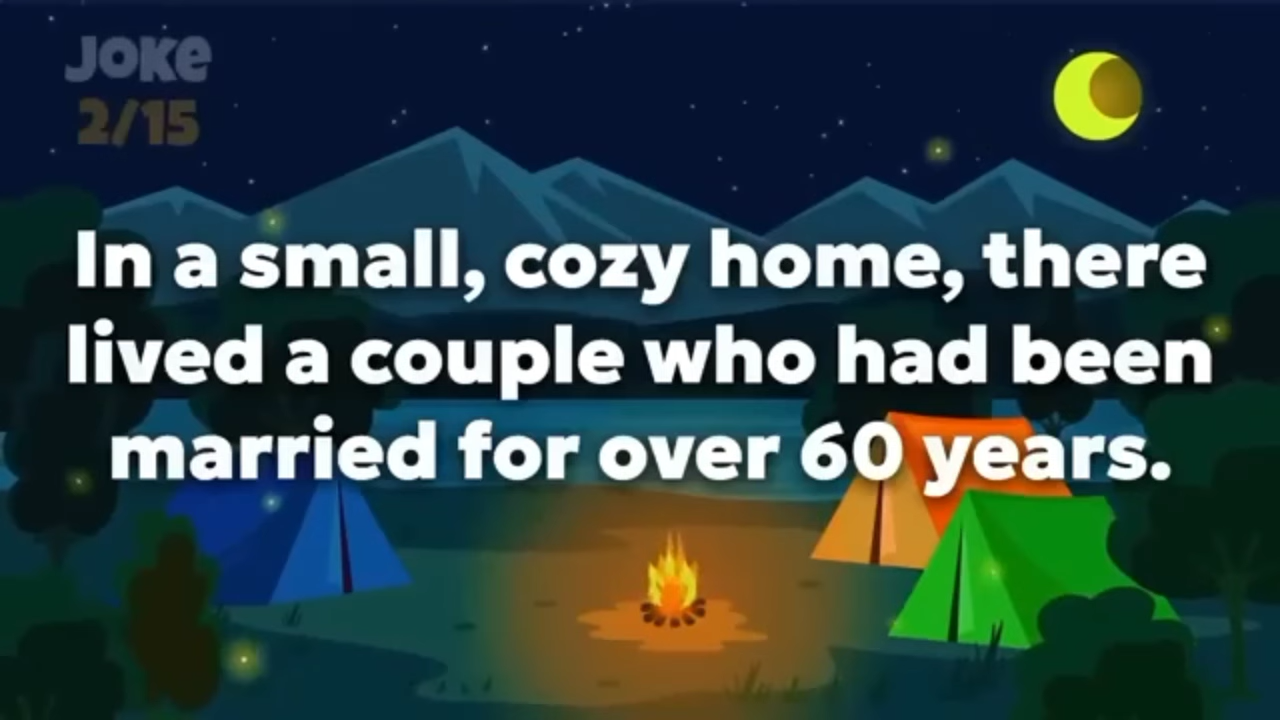 Joke
2/15
In a small, cozy home, there
lived a couple who had been
married for over 60 years.